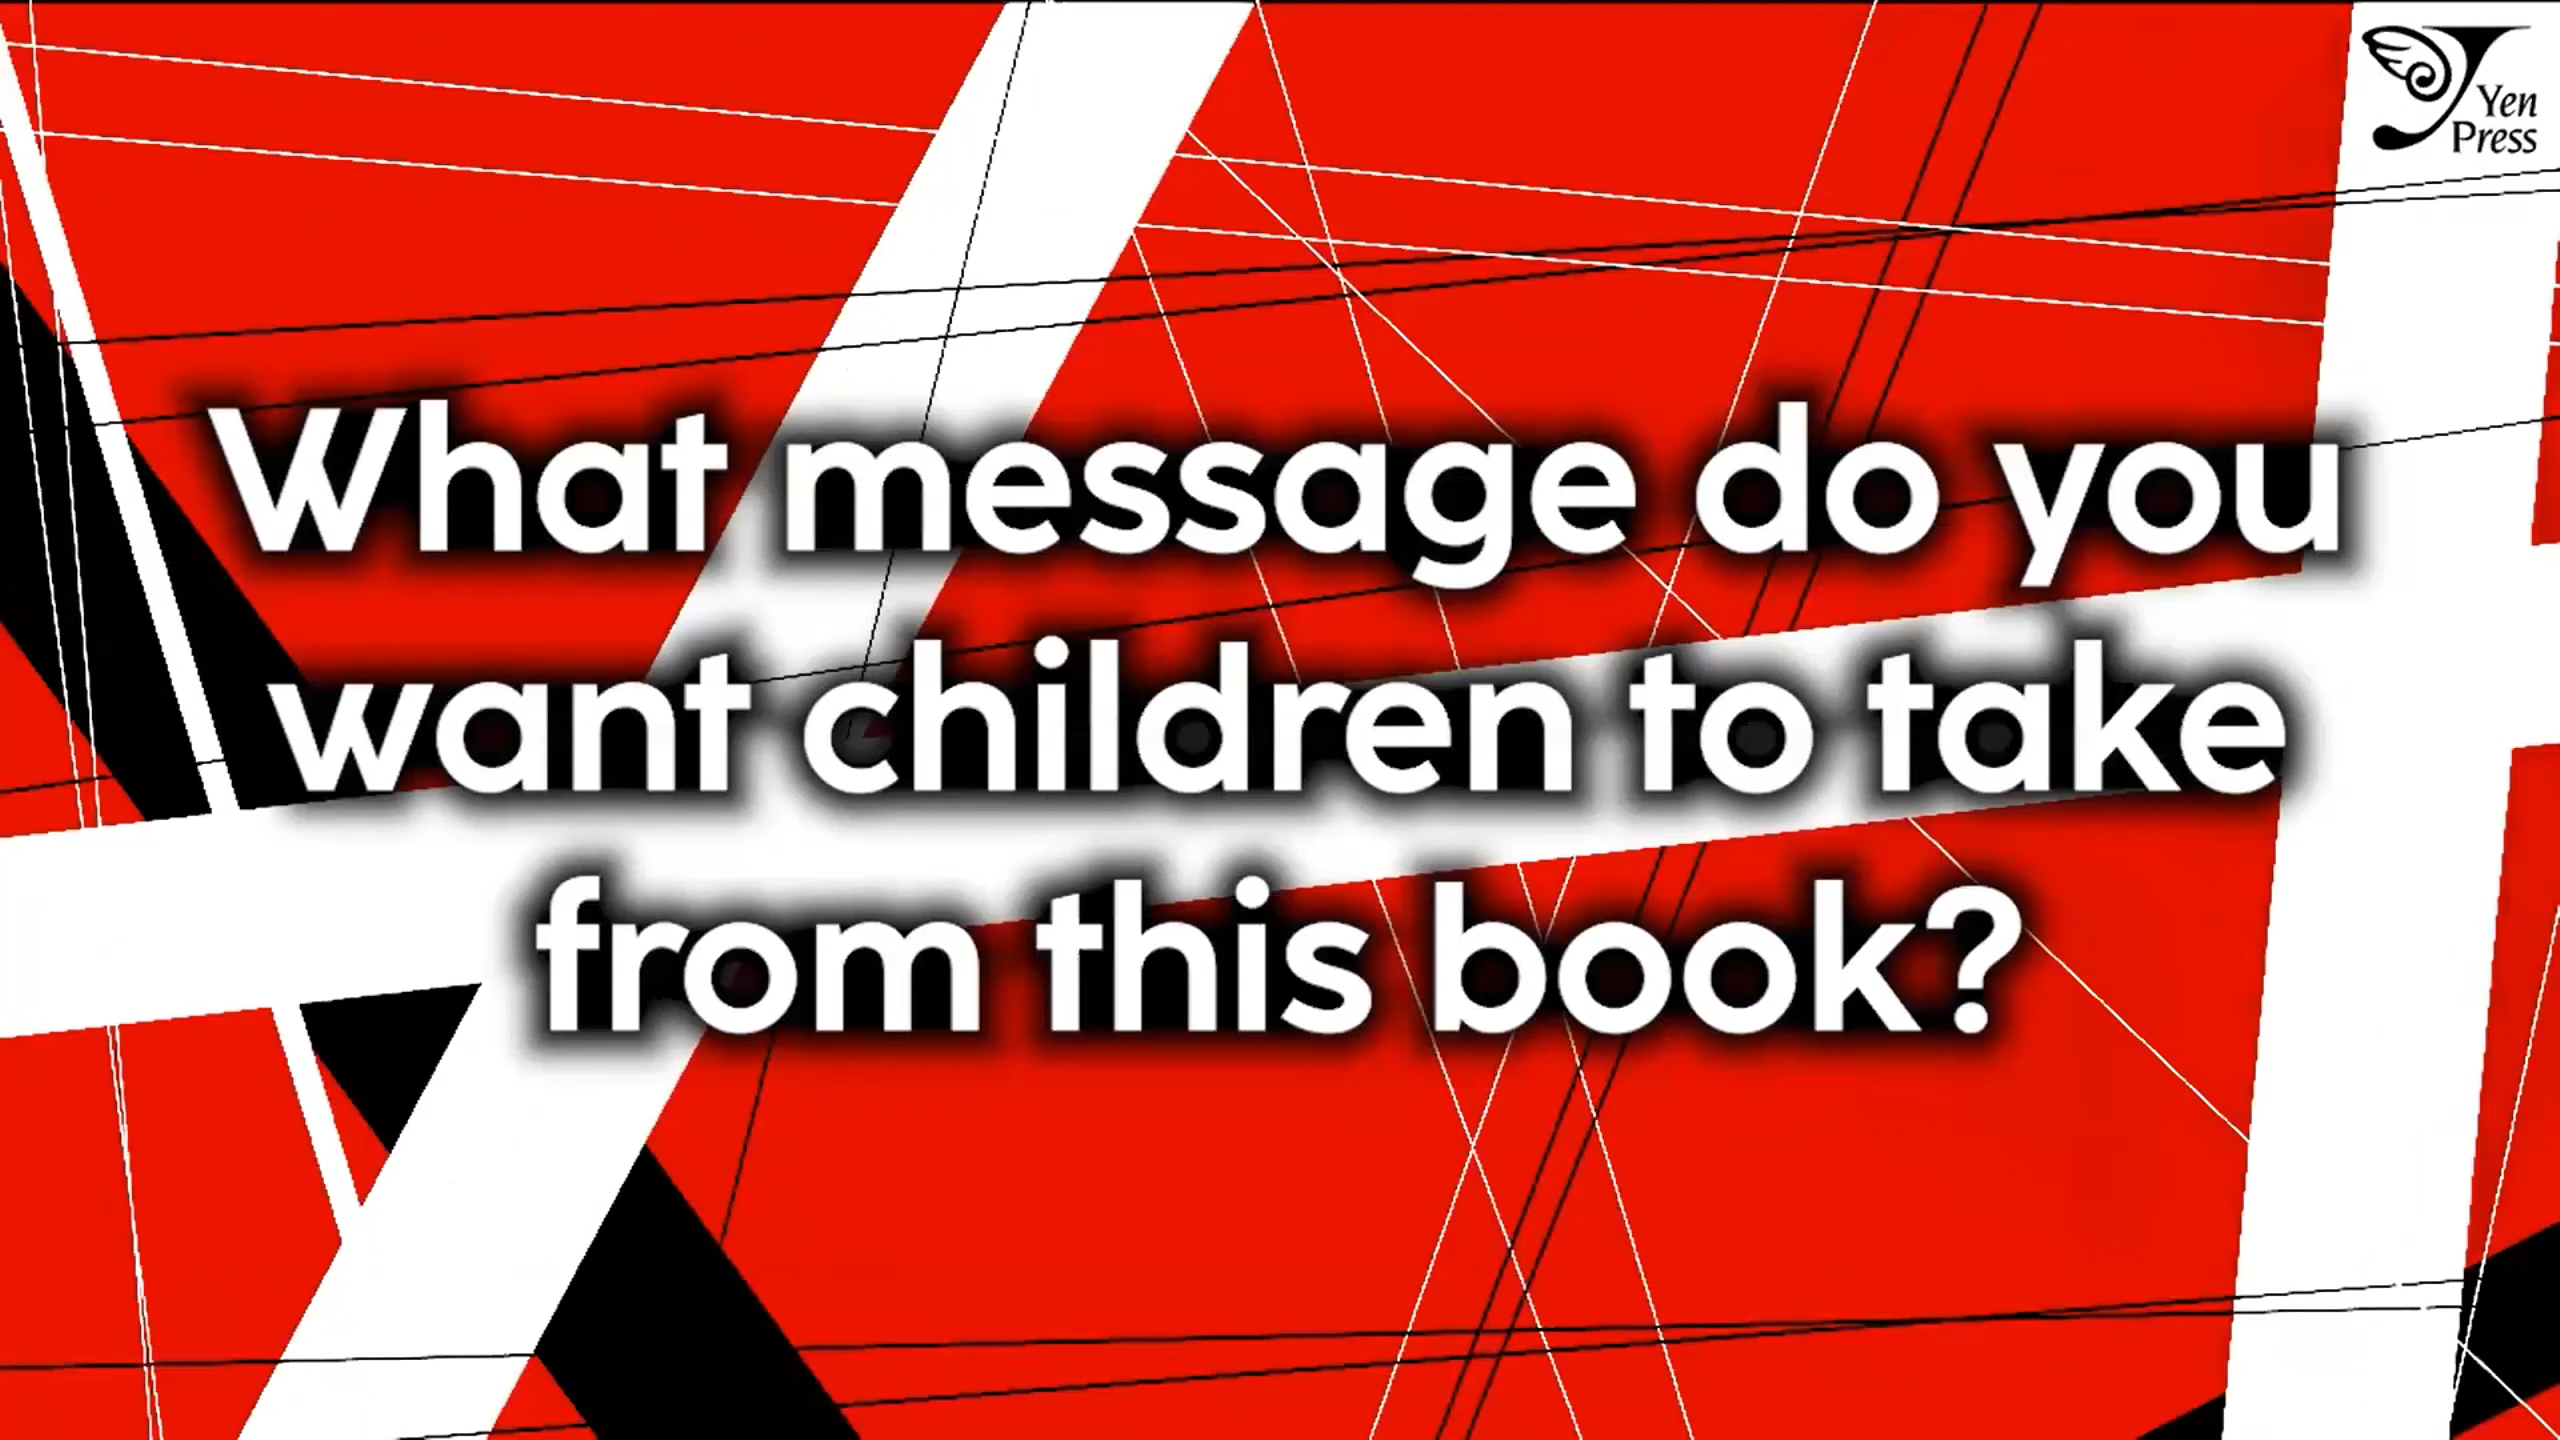 Yen
Press
What message do you
want children to take
from this book?